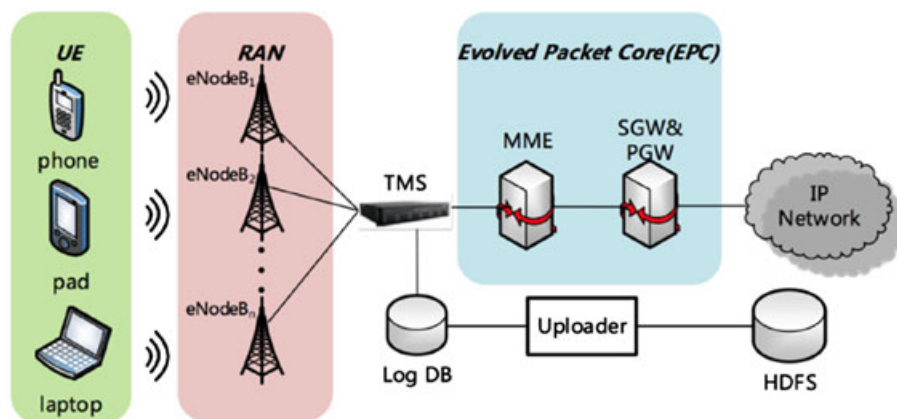 UE
phone
pad
laptop
RAN
eNodeB1
eNodeB2
eNodeBn
TMS
Evolved Packet Core(EPC)
MME
SGW&
PGW
IP
Network
Log DB
Uploader
HDFS